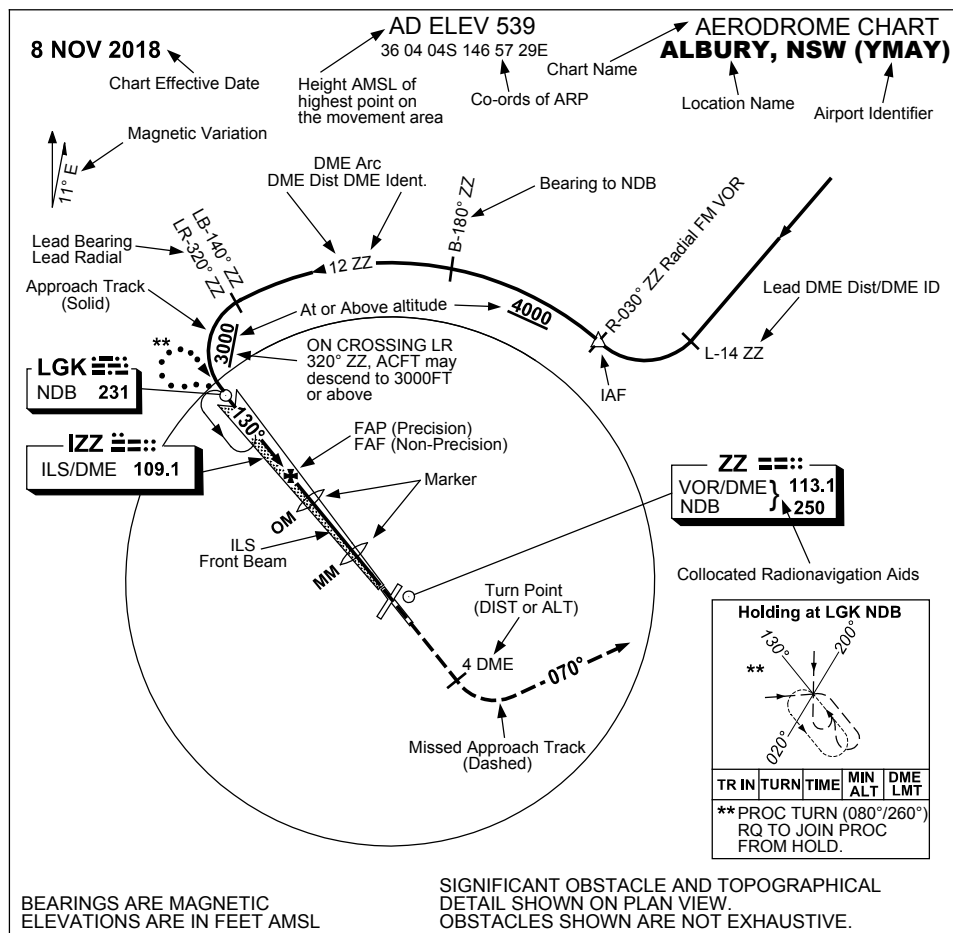 8 NOV 2018
Chart Effective Date
AD ELEV 539
36 04 04S 146 57 29E
Height AMSL of
highest point on
the movement area
Co-ords of ARP
AERODROME CHART
ALBURY, NSW (YMAY)
Chart Name
Location Name
Airport Identifier
11° E
Magnetic Variation
DME Arc
DME Dist DME Ident.
B-180° ZZ
Bearing to NDB
R-030° ZZ Radial FM VOR
Lead Bearing
Lead Radial
LB-140° ZZ
LR-320° ZZ
12 ZZ
Approach Track
(Solid)
At or Above altitude
4000
Lead DME Dist/DME ID
L-14 ZZ
3000
**
ON CROSSING LR
320° ZZ, ACFT may
descend to 3000FT
or above
IAF
LGK
NDB 231
130°
FAP (Precision)
FAF (Non-Precision)
IZZ
ILS/DME 109.1
Marker
ZZ
VOR/DME } 113.1
NDB 250
OM
ILS
Front Beam
MM
Collocated Radionavigation Aids
Turn Point
(DIST or ALT)
4 DME
070°
Missed Approach Track
(Dashed)
Holding at LGK NDB
130°
200°
**
020°
TR IN TURN TIME MIN ALT DME LMT
**PROC TURN (080°/260°)
RQ TO JOIN PROC
FROM HOLD.
BEARINGS ARE MAGNETIC
ELEVATIONS ARE IN FEET AMSL
SIGNIFICANT OBSTACLE AND TOPOGRAPHICAL
DETAIL SHOWN ON PLAN VIEW.
OBSTACLES SHOWN ARE NOT EXHAUSTIVE.